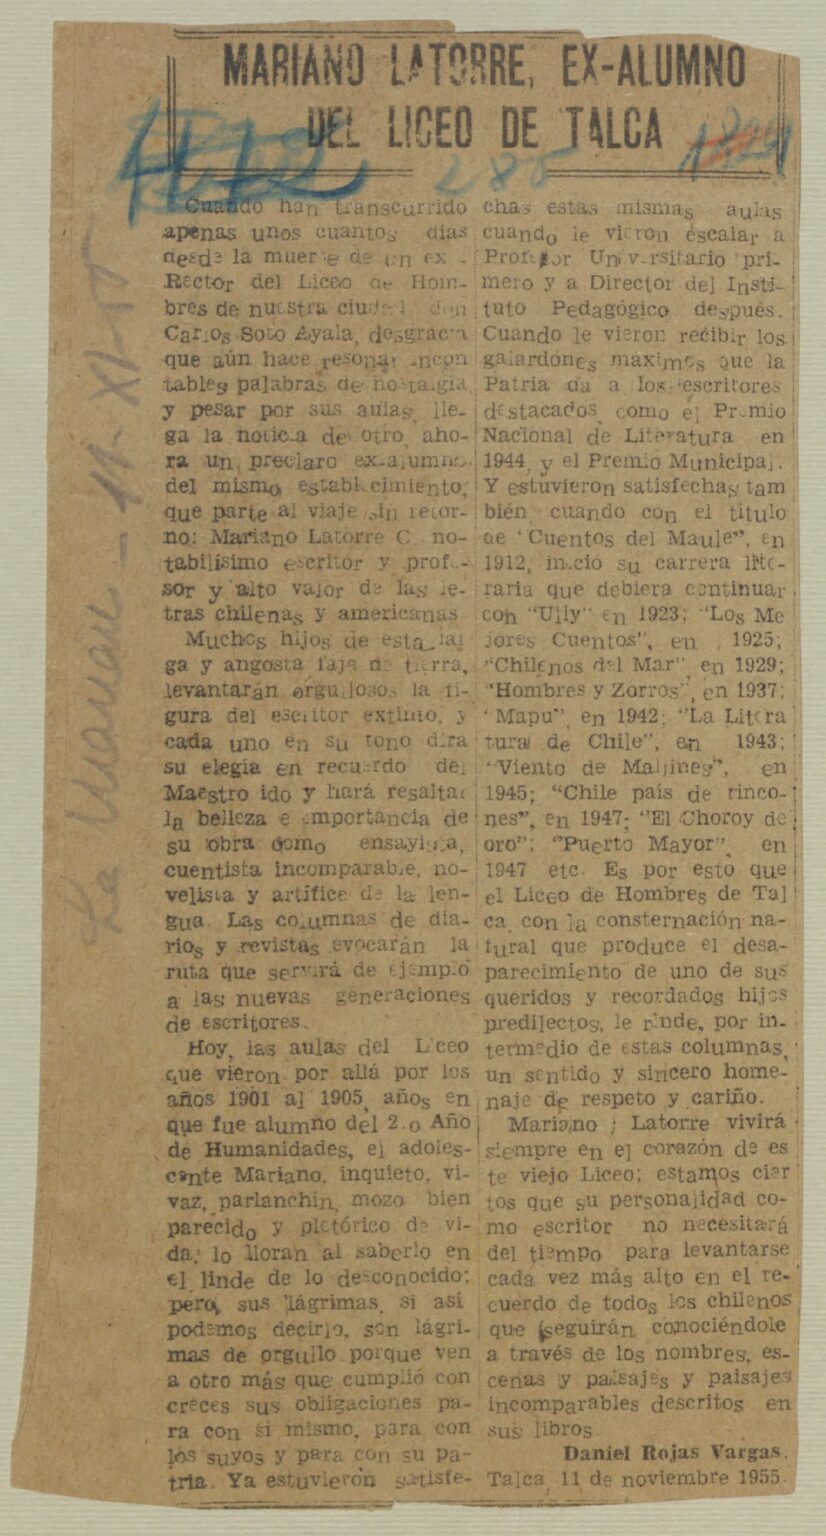 MARIANO LATORRE, EX-ALUMNO
DEL LICEO DE TALCA
285
La Mañana - 11-XI-55
Cuando han transcurrido
apenas unos cuantos días
desde la muerte de un ex-
Rector del Liceo de Hom-
bres de nuestra ciudad don
Carlos Soto Ayala, desgracia
que aún hace resonar incon
tables palabras de nostalgia
y pesar por sus aulas, lle-
ga la noticia de otro, aho-
ra un preclaro ex-alumno
del mismo establecimiento,
que parte al viaje sin retor-
no: Mariano Latorre C. no-
tabilísimo escritor y profe-
sor y alto valor de las le-
tras chilenas y americanas.
Muchos hijos de esta lar
ga y angosta faja de tierra,
levantarán orgullosos la fi-
gura del escritor extinto, y
cada uno en su tono dira
su elegía en recuerdo del
Maestro ido y hará resaltar
la belleza e importancia de
su obra domo ensayista,
cuentista incomparable, no-
velista y artífice de la len-
gua. Las columnas de dia-
rios y revistas evocarán la
ruta que servirá de ejemplo
a las nuevas generaciones
de escritores.
Hoy, las aulas del Liceo
que vieron por allá por los
años 1901 al 1905, años en
que fue alumno del 2.o Año
de Humanidades, el adoles-
cente Mariano, inquieto, vi-
vaz, parlanchín, mozo bien
parecido y pletórico de vi-
da, lo lloran al saberlo en
el linde de lo desconocido;
pero, sus lágrimas, si así
podemos decirlo, son lágri-
mas de orgullo porque ven
a otro más que cumplió con
creces sus obligaciones pa-
ra con si mismo, para con
los suyos y para con su pa-
tria. Ya estuvieron satisfe-
chas estas mismas aulas
cuando le vieron escalar a
Profesor Universitario pri-
mero y a Director del Insti-
tuto Pedagógico después.
Cuando le vieron recibir los
galardones máximos que la
Patria da a los escritores
destacados, como el Premio
Nacional de Literatura en
1944, y el Premio Municipal.
Y estuvieron satisfechas tam
bién, cuando con el título
de "Cuentos del Maule", en
1912, inició su carrera lite-
raria que debiera continuar
con "Ully" en 1923; "Los Me
jores Cuentos", en 1925;
"Chilenos del Mar", en 1929;
"Hombres y Zorros", en 1937;
"Mapu", en 1942; "La Litera
tura de Chile", en 1943;
"Viento de Mallines", en
1945; "Chile país de rinco-
nes", en 1947; "El Choroy de
oro"; "Puerto Mayor", en
1947 etc. Es por esto que
el Liceo de Hombres de Tal
ca, con la consternación na-
tural que produce el desa-
parecimiento de uno de sus
queridos y recordados hijos
predilectos, le rinde, por in-
termedio de estas columnas,
un sentido y sincero home-
naje de respeto y cariño.
Mariano Latorre vivirá
siempre en el corazón de es
te viejo Liceo; estamos cier
tos que su personalidad co-
mo escritor no necesitará
del tiempo para levantarse
cada vez más alto en el re-
cuerdo de todos los chilenos
que seguirán conociéndole
a través de los nombres, es-
cenas y paisajes y paisajes
incomparables descritos en
sus libros.
Daniel Rojas Vargas.
Talca, 11 de noviembre 1955.